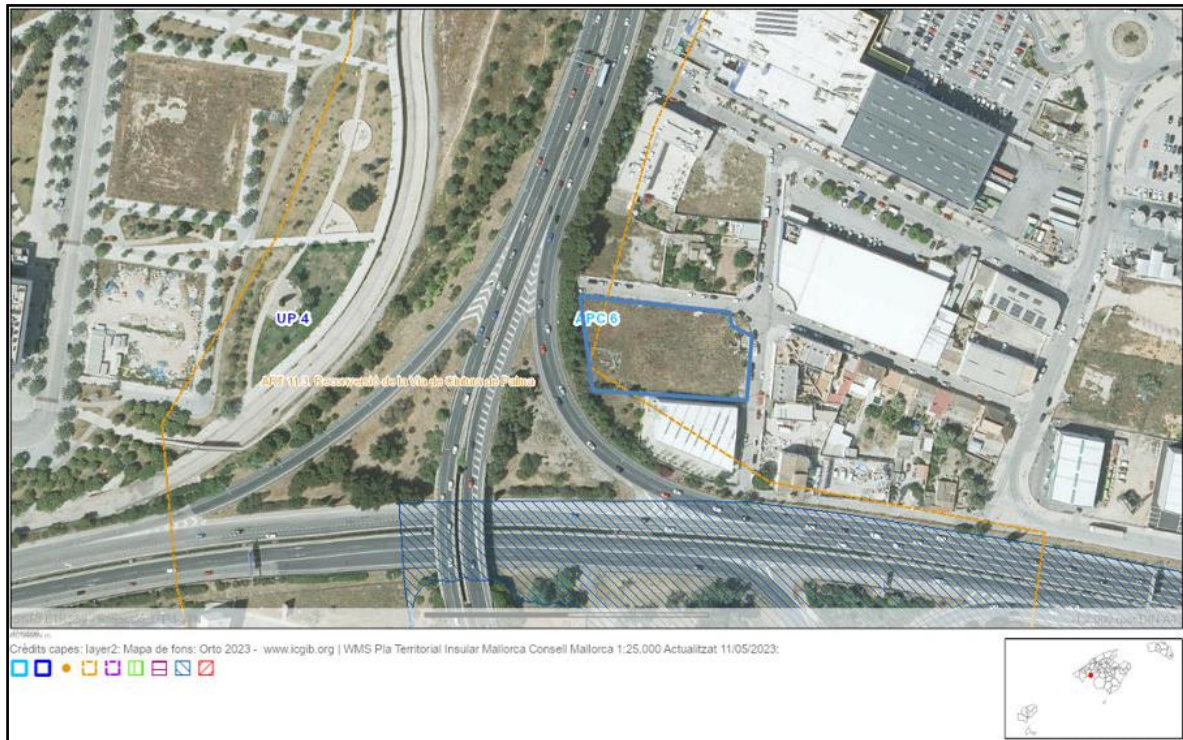 UP 4
APC 6
ART 11.3. Reconversió de la Via de Cintura de Palma
Crèdits capes: layer2: Mapa de fons: Orto 2023 - www.icgib.org | WMS Pla Territorial Insular Mallorca Consell Mallorca 1:25.000 Actualitzat 11/05/2023: